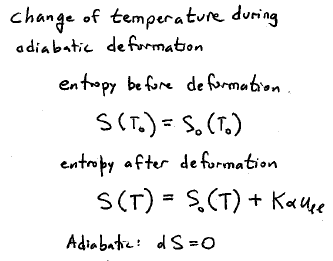 change of temperature during
adiabatic deformation
entropy before deformation.
S(T₀) = S₀(T₀)
entropy after deformation
S(T) = S₀(T) + Kαuₗₗ
Adiabatic: dS=0